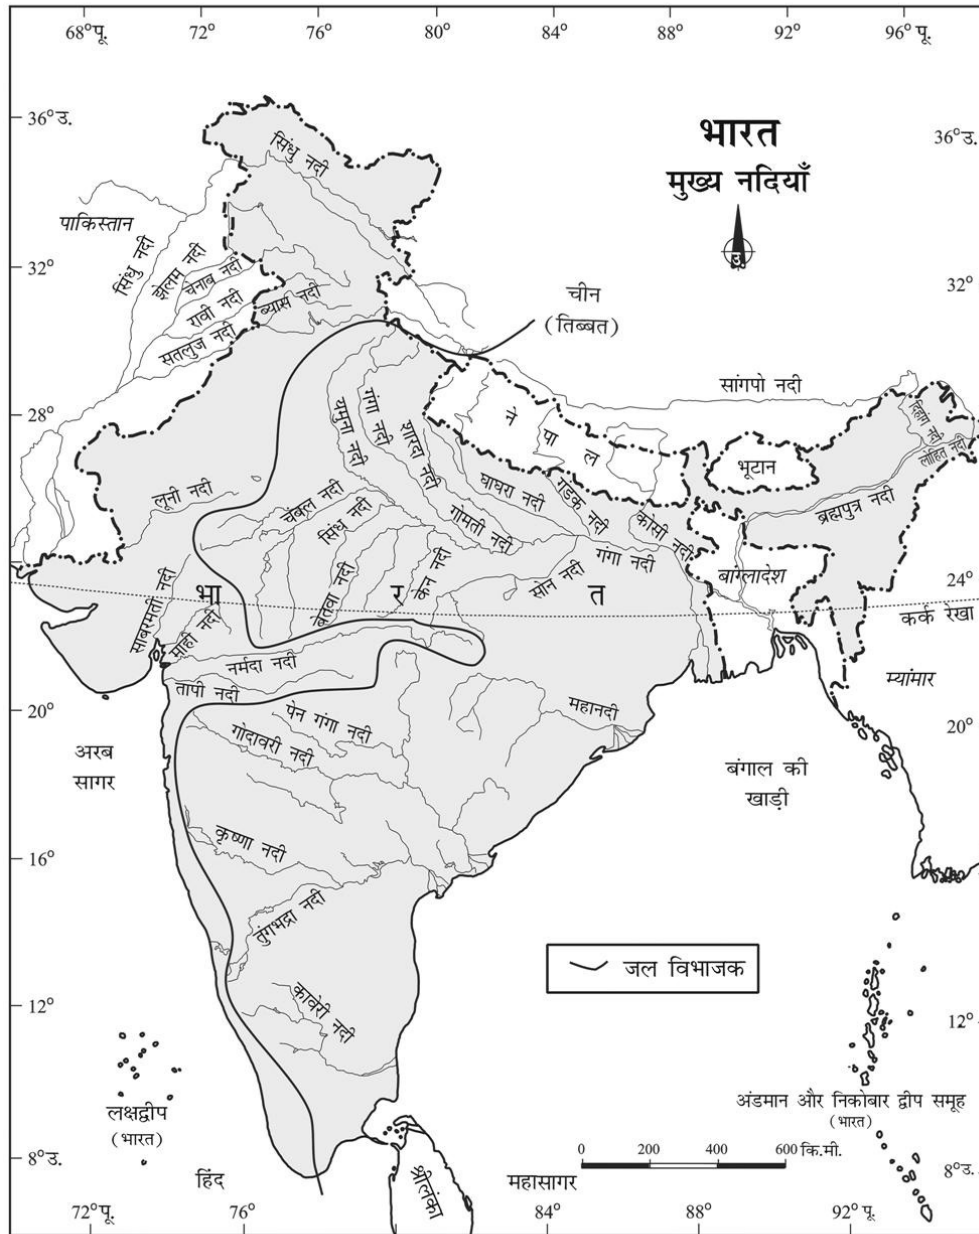 68° पू.
72°
76°
80°
84°
88°
92°
96° पू.
36° उ.
36° उ.
भारत
मुख्य नदियाँ
उ
सिंधु नदी
पाकिस्तान
सिंधु नदी
झेलम नदी
चेनाब नदी
रावी नदी
ब्यास नदी
सतलुज नदी
32°
32°
चीन
(तिब्बत)
सांगपो नदी
28°
28°
यमुना नदी
गंगा नदी
शारदा नदी
नेपाल
भूटान
दिहांग नदी
लोहित नदी
ब्रह्मपुत्र नदी
लूनी नदी
चंबल नदी
सिंध नदी
घाघरा नदी
गोमती नदी
गंडक नदी
कोसी नदी
गंगा नदी
बेतवा नदी
केन नदी
सोन नदी
बांग्लादेश
24°
24°
कर्क रेखा
भारत
साबरमती नदी
माही नदी
नर्मदा नदी
तापी नदी
म्यांमार
20°
20°
पेन गंगा नदी
गोदावरी नदी
महानदी
अरब
सागर
बंगाल की
खाड़ी
16°
16°
कृष्णा नदी
तुंगभद्रा नदी
जल विभाजक
12°
12°
कावेरी नदी
लक्षद्वीप
(भारत)
अंडमान और निकोबार द्वीप समूह
(भारत)
0 200 400 600 कि.मी.
8° उ.
8° उ.
हिंद
श्रीलंका
महासागर
72° पू.
76°
84°
88°
92° पू.